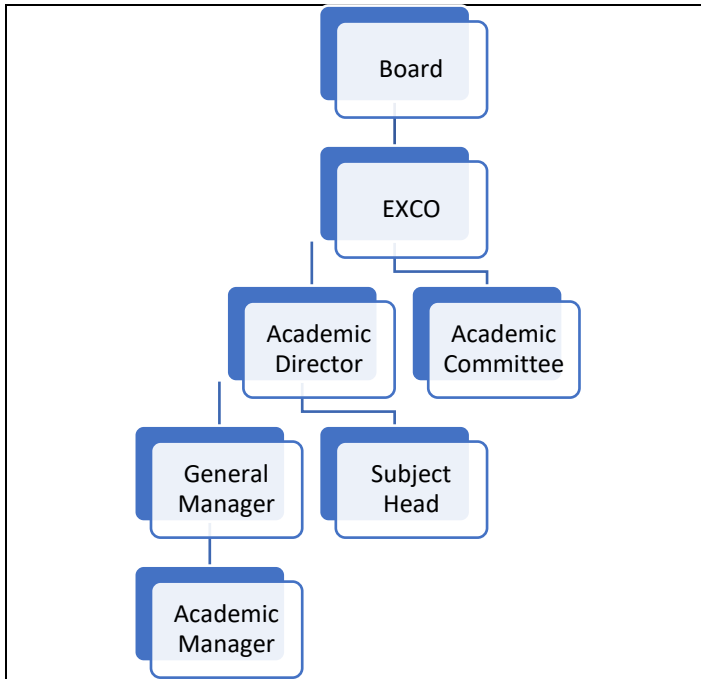 Board
EXCO
Academic
Director
Academic
Committee
General
Manager
Subject
Head
Academic
Manager